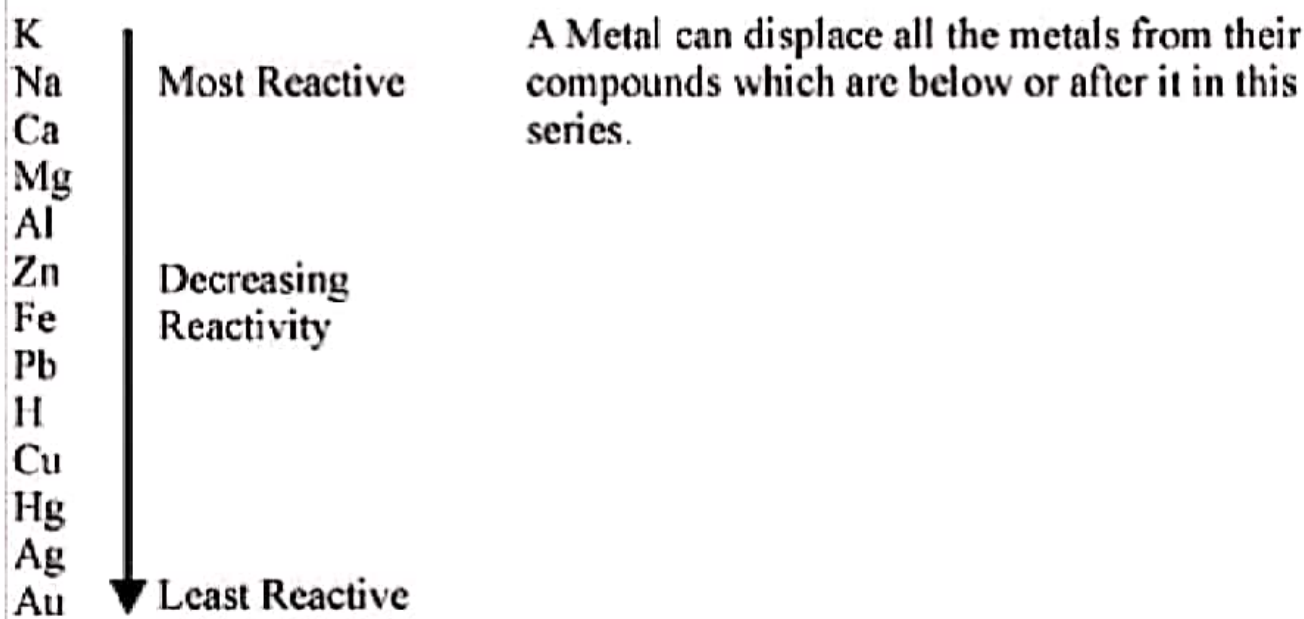 K
Na
Ca
Mg
Al
Zn
Fe
Pb
H
Cu
Hg
Ag
Au
Most Reactive
Decreasing
Reactivity
Least Reactive
A Metal can displace all the metals from their
compounds which are below or after it in this
series.